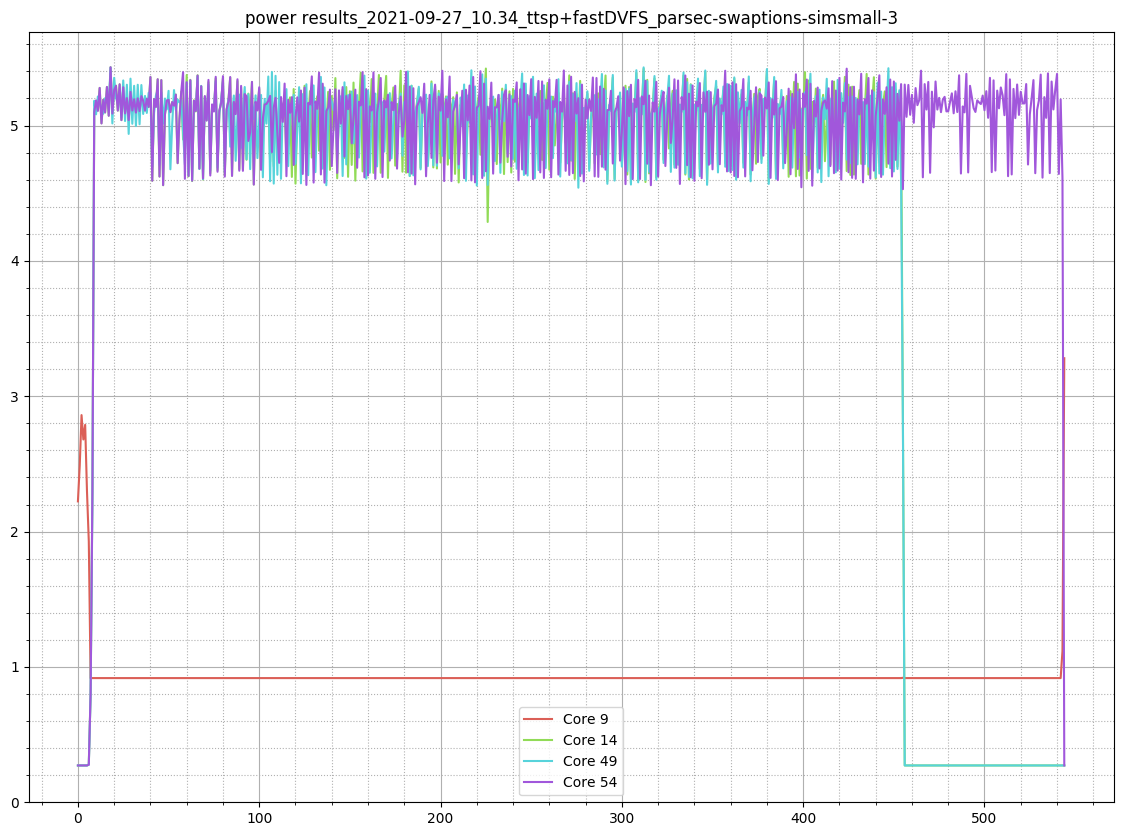 power results_2021-09-27_10.34_ttsp+fastDVFS_parsec-swaptions-simsmall-3
5
4
3
2
1
0
Core 9
Core 14
Core 49
Core 54
0 100 200 300 400 500